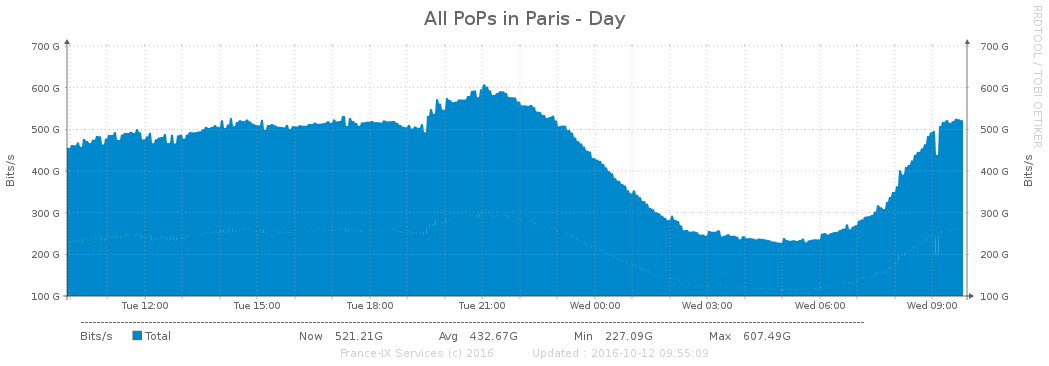 All PoPs in Paris - Day
RRDTOOL / TOBI OETIKER
700 G 700 G
600 G 600 G
500 G 500 G
400 G 400 G
300 G 300 G
200 G 200 G
100 G 100 G
Bits/s
Bits/s
Tue 12:00 Tue 15:00 Tue 18:00 Tue 21:00 Wed 00:00 Wed 03:00 Wed 06:00 Wed 09:00
Bits/s Total Now 521.21G Avg 432.67G Min 227.09G Max 607.49G
France-IX Services (c) 2016 Updated : 2016-10-12 09:55:09